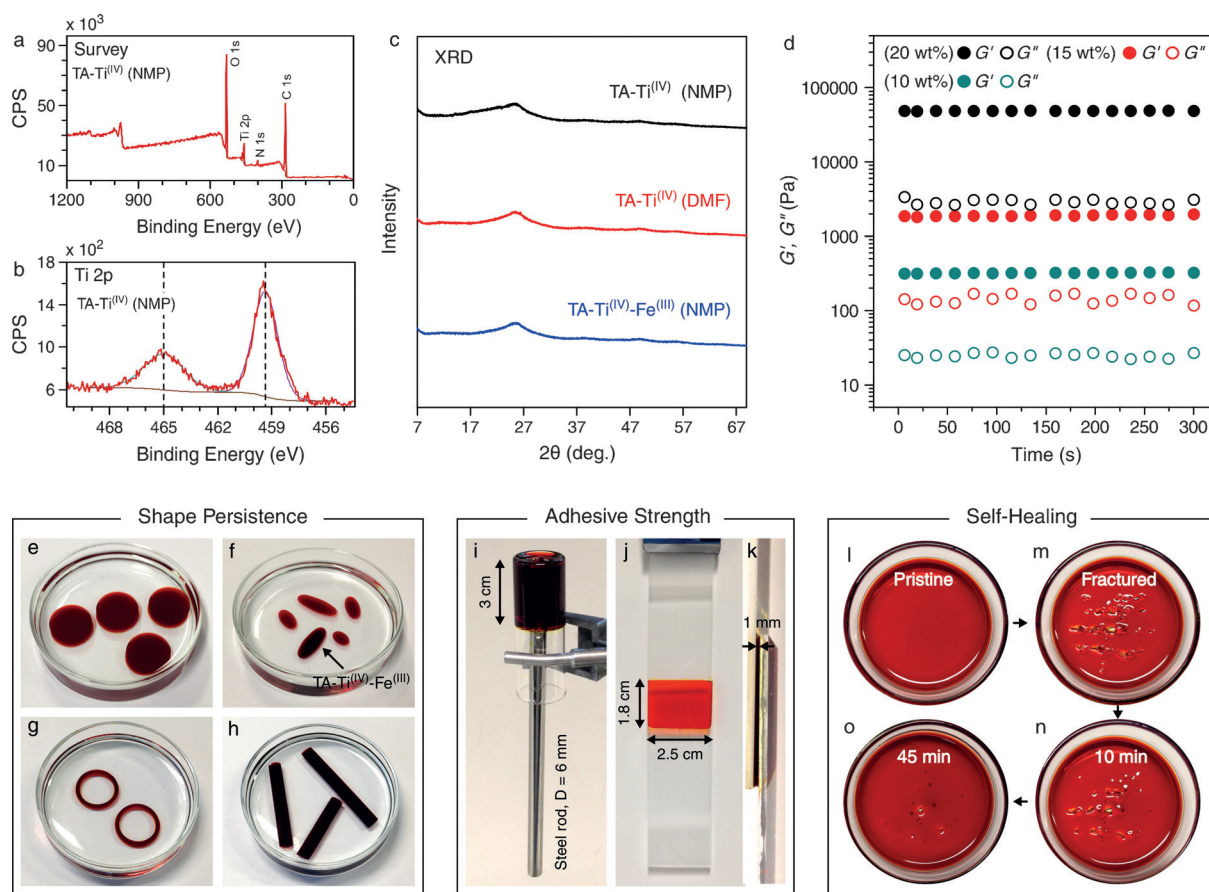 a
x 10³
Survey
TA-Ti(IV) (NMP)
O 1s
Ti 2p
N 1s
C 1s
CPS
90
50
10
1200 900 600 300 0
Binding Energy (eV)
b
x 10²
Ti 2p
TA-Ti(IV) (NMP)
CPS
18
14
10
6
468 465 462 459 456
Binding Energy (eV)
c
XRD
TA-Ti(IV) (NMP)
TA-Ti(IV) (DMF)
TA-Ti(IV)-Fe(III) (NMP)
Intensity
7 17 27 37 47 57 67
2θ (deg.)
d
(20 wt%) G' G" (15 wt%) G' G"
(10 wt%) G' G"
G', G" (Pa)
100000
10000
1000
100
10
0 50 100 150 200 250 300
Time (s)
Shape Persistence
e
f
TA-Ti(IV)-Fe(III)
g
h
Adhesive Strength
i
3 cm
Steel rod, D = 6 mm
j
1.8 cm
2.5 cm
k
1 mm
Self-Healing
l
Pristine
m
Fractured
o
45 min
n
10 min